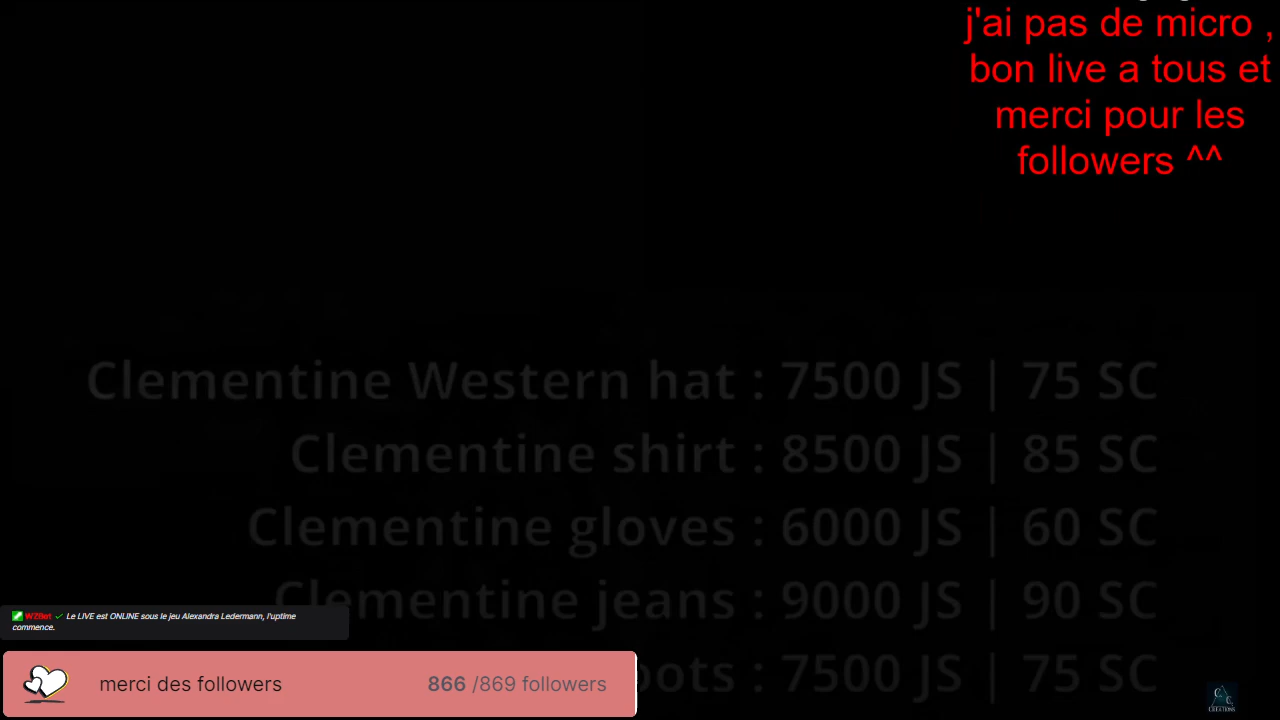 j'ai pas de micro ,
bon live a tous et
merci pour les
followers ^^
Clementine Western hat : 7500 JS | 75 SC
Clementine shirt : 8500 JS | 85 SC
Clementine gloves : 6000 JS | 60 SC
Clementine jeans : 9000 JS | 90 SC
WZBot ✓ Le LIVE est ONLINE sous le jeu Alexandra Ledermann, l'uptime
commence.
: 7500 JS | 75 SC
merci des followers 866 /869 followers